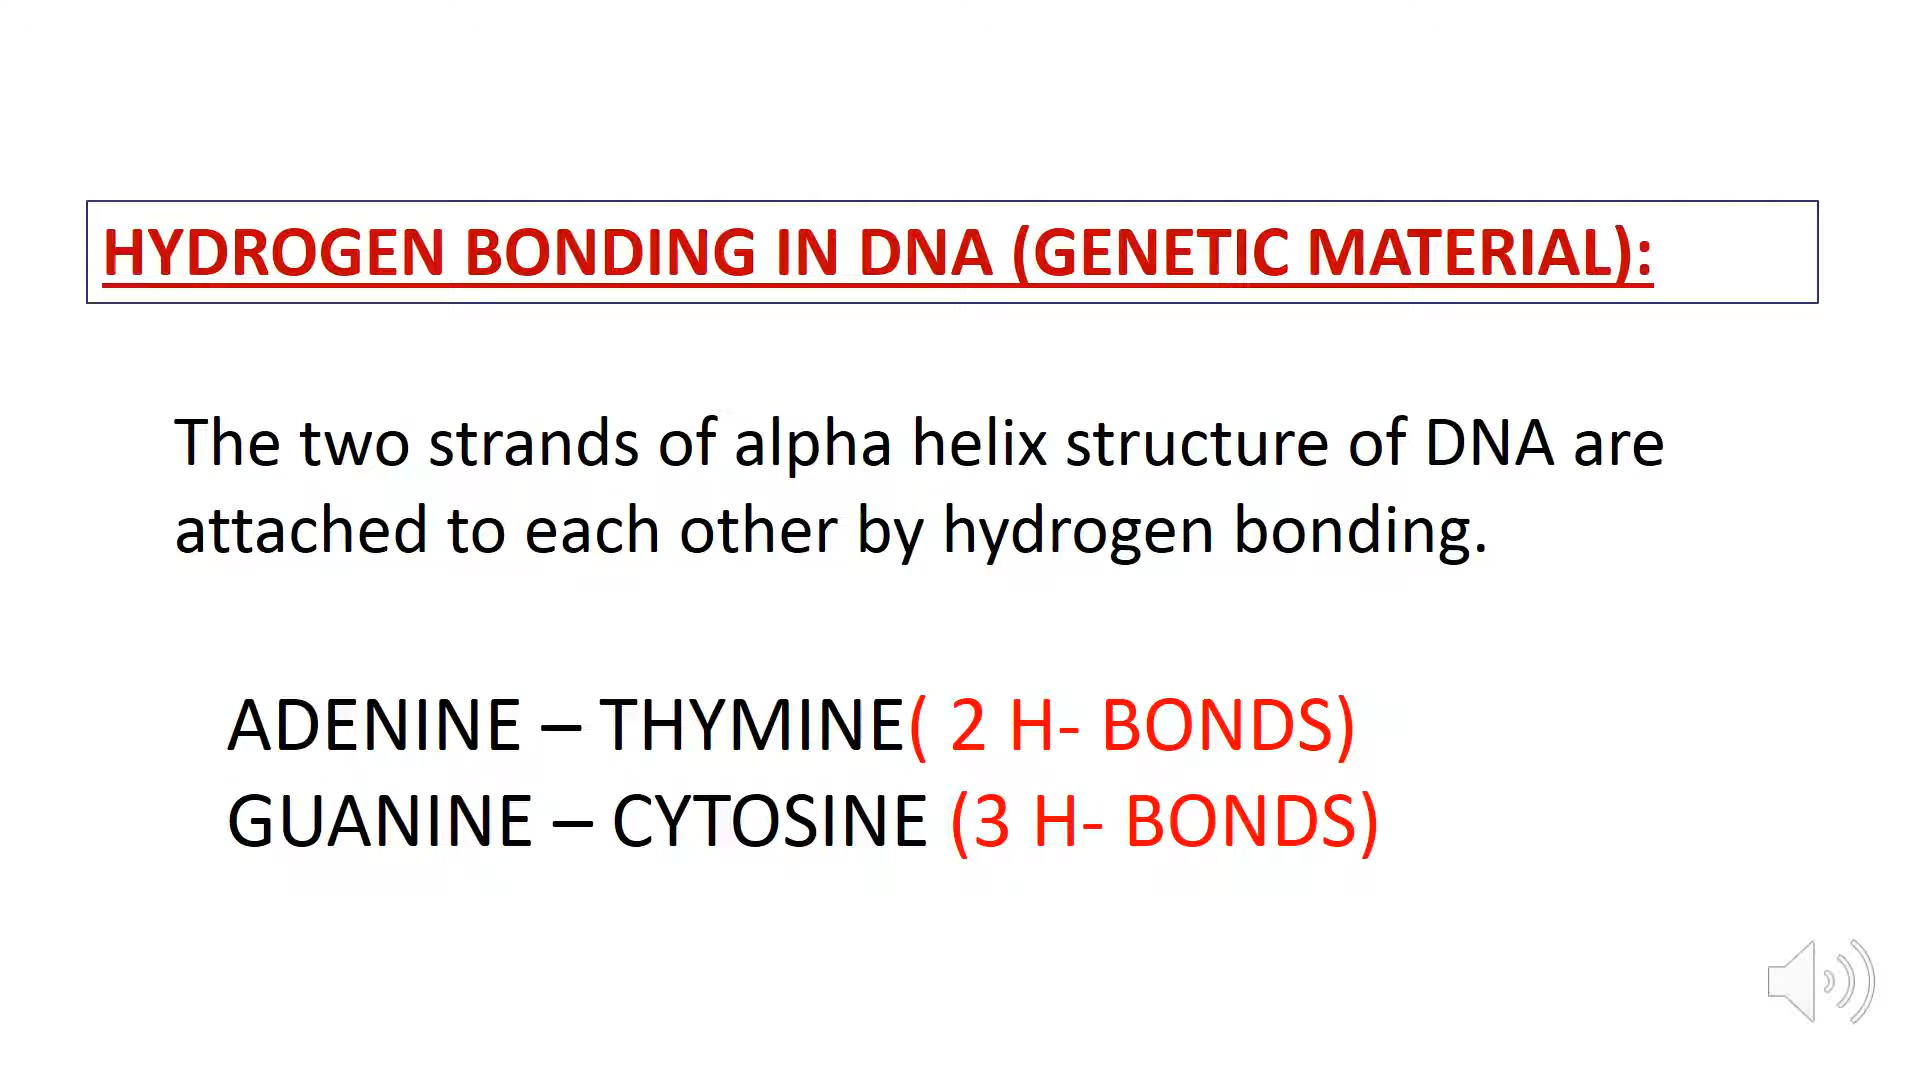 HYDROGEN BONDING IN DNA (GENETIC MATERIAL):
The two strands of alpha helix structure of DNA are
attached to each other by hydrogen bonding.
ADENINE – THYMINE( 2 H- BONDS)
GUANINE – CYTOSINE (3 H- BONDS)